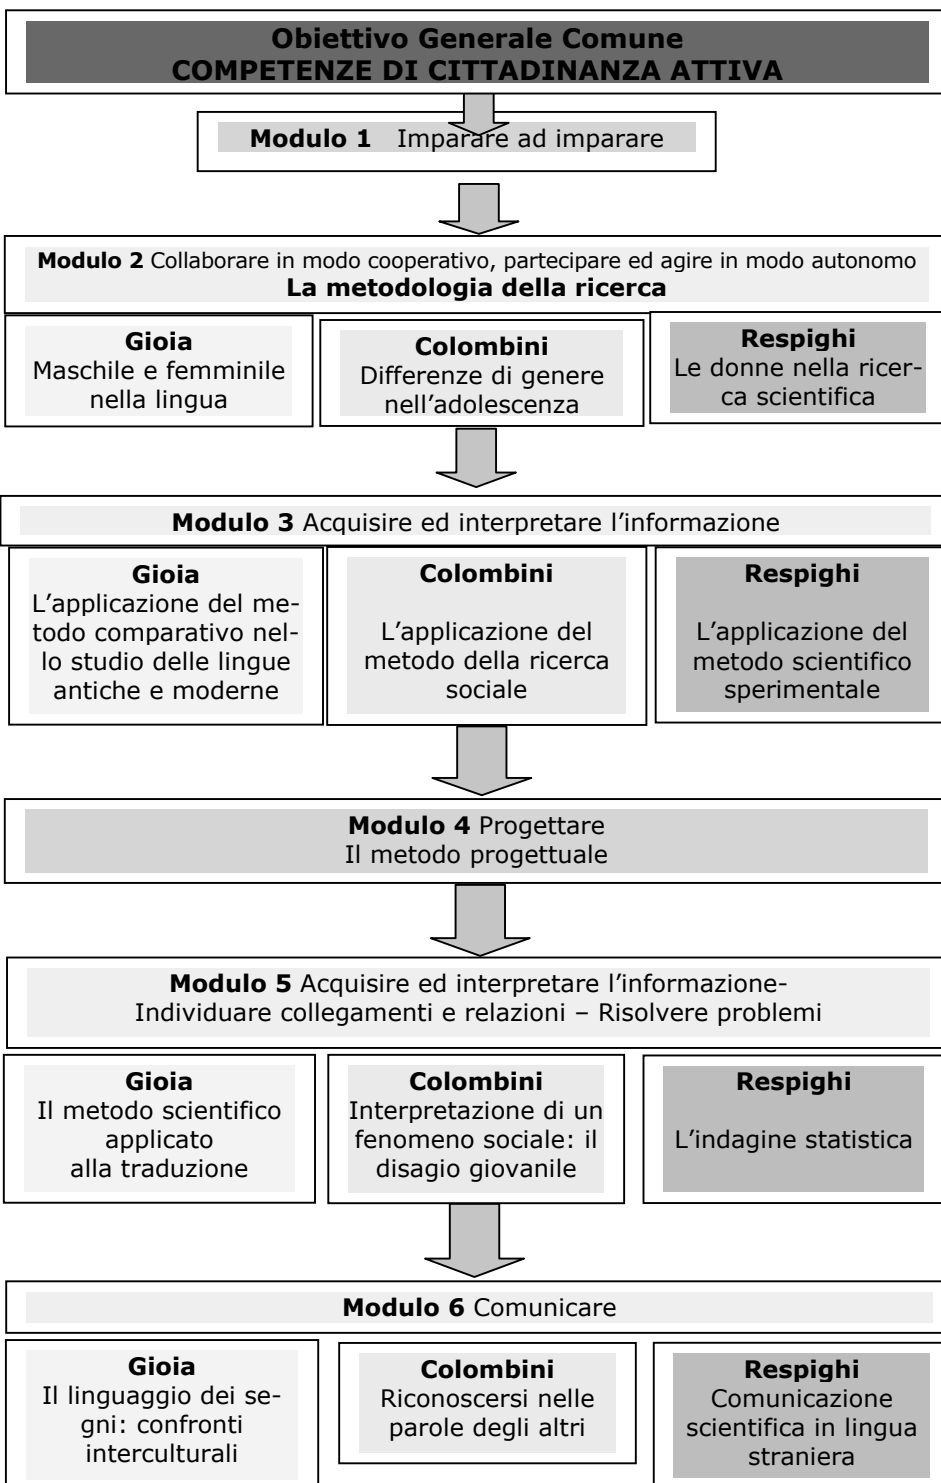 Obiettivo Generale Comune
COMPETENZE DI CITTADINANZA ATTIVA
Modulo 1 Imparare ad imparare
Modulo 2 Collaborare in modo cooperativo, partecipare ed agire in modo autonomo
La metodologia della ricerca
Gioia
Maschile e femminile
nella lingua
Colombini
Differenze di genere
nell’adolescenza
Respighi
Le donne nella ricer-
ca scientifica
Modulo 3 Acquisire ed interpretare l’informazione
Gioia
L’applicazione del me-
todo comparativo nel-
lo studio delle lingue
antiche e moderne
Colombini
L’applicazione del
metodo della ricerca
sociale
Respighi
L’applicazione del
metodo scientifico
sperimentale
Modulo 4 Progettare
Il metodo progettuale
Modulo 5 Acquisire ed interpretare l’informazione-
Individuare collegamenti e relazioni – Risolvere problemi
Gioia
Il metodo scientifico
applicato
alla traduzione
Colombini
Interpretazione di un
fenomeno sociale: il
disagio giovanile
Respighi
L’indagine statistica
Modulo 6 Comunicare
Gioia
Il linguaggio dei se-
gni: confronti
interculturali
Colombini
Riconoscersi nelle
parole degli altri
Respighi
Comunicazione
scientifica in lingua
straniera